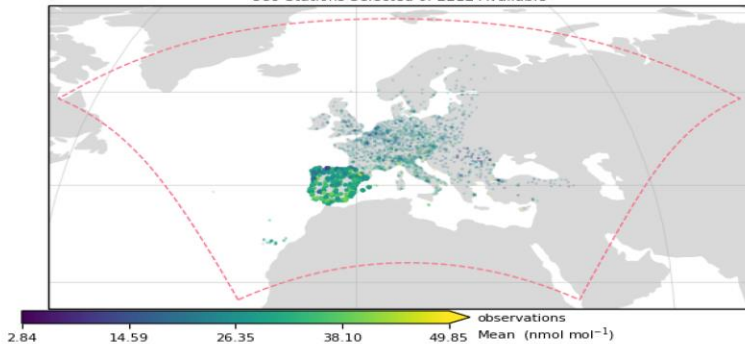 observations
2.84 14.59 26.35 38.10 49.85 Mean (nmol mol⁻¹)